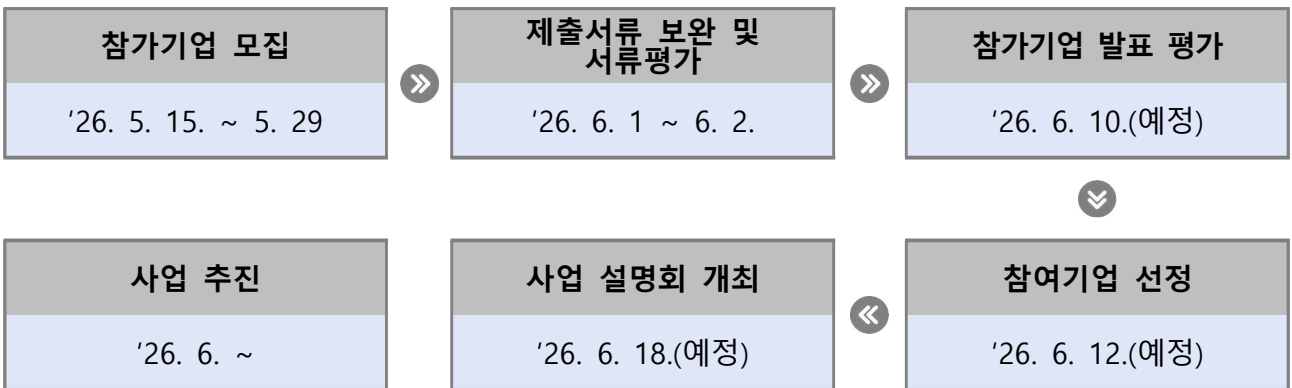 참가기업 모집
'26. 5. 15. ~ 5. 29
제출서류 보완 및
서류평가
'26. 6. 1 ~ 6. 2.
참가기업 발표 평가
'26. 6. 10.(예정)
참여기업 선정
'26. 6. 12.(예정)
사업 설명회 개최
'26. 6. 18.(예정)
사업 추진
'26. 6. ~